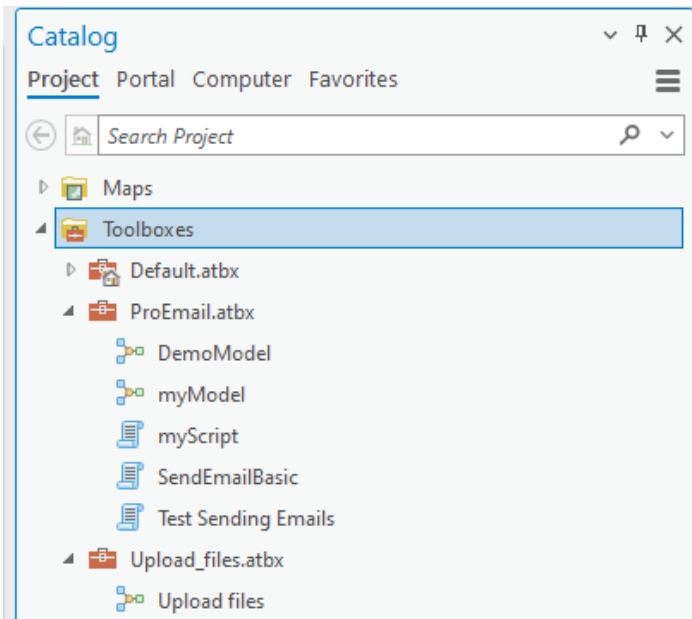 Catalog
Project Portal Computer Favorites
Search Project
Maps
Toolboxes
Default.atbx
ProEmail.atbx
DemoModel
myModel
myScript
SendEmailBasic
Test Sending Emails
Upload_files.atbx
Upload files